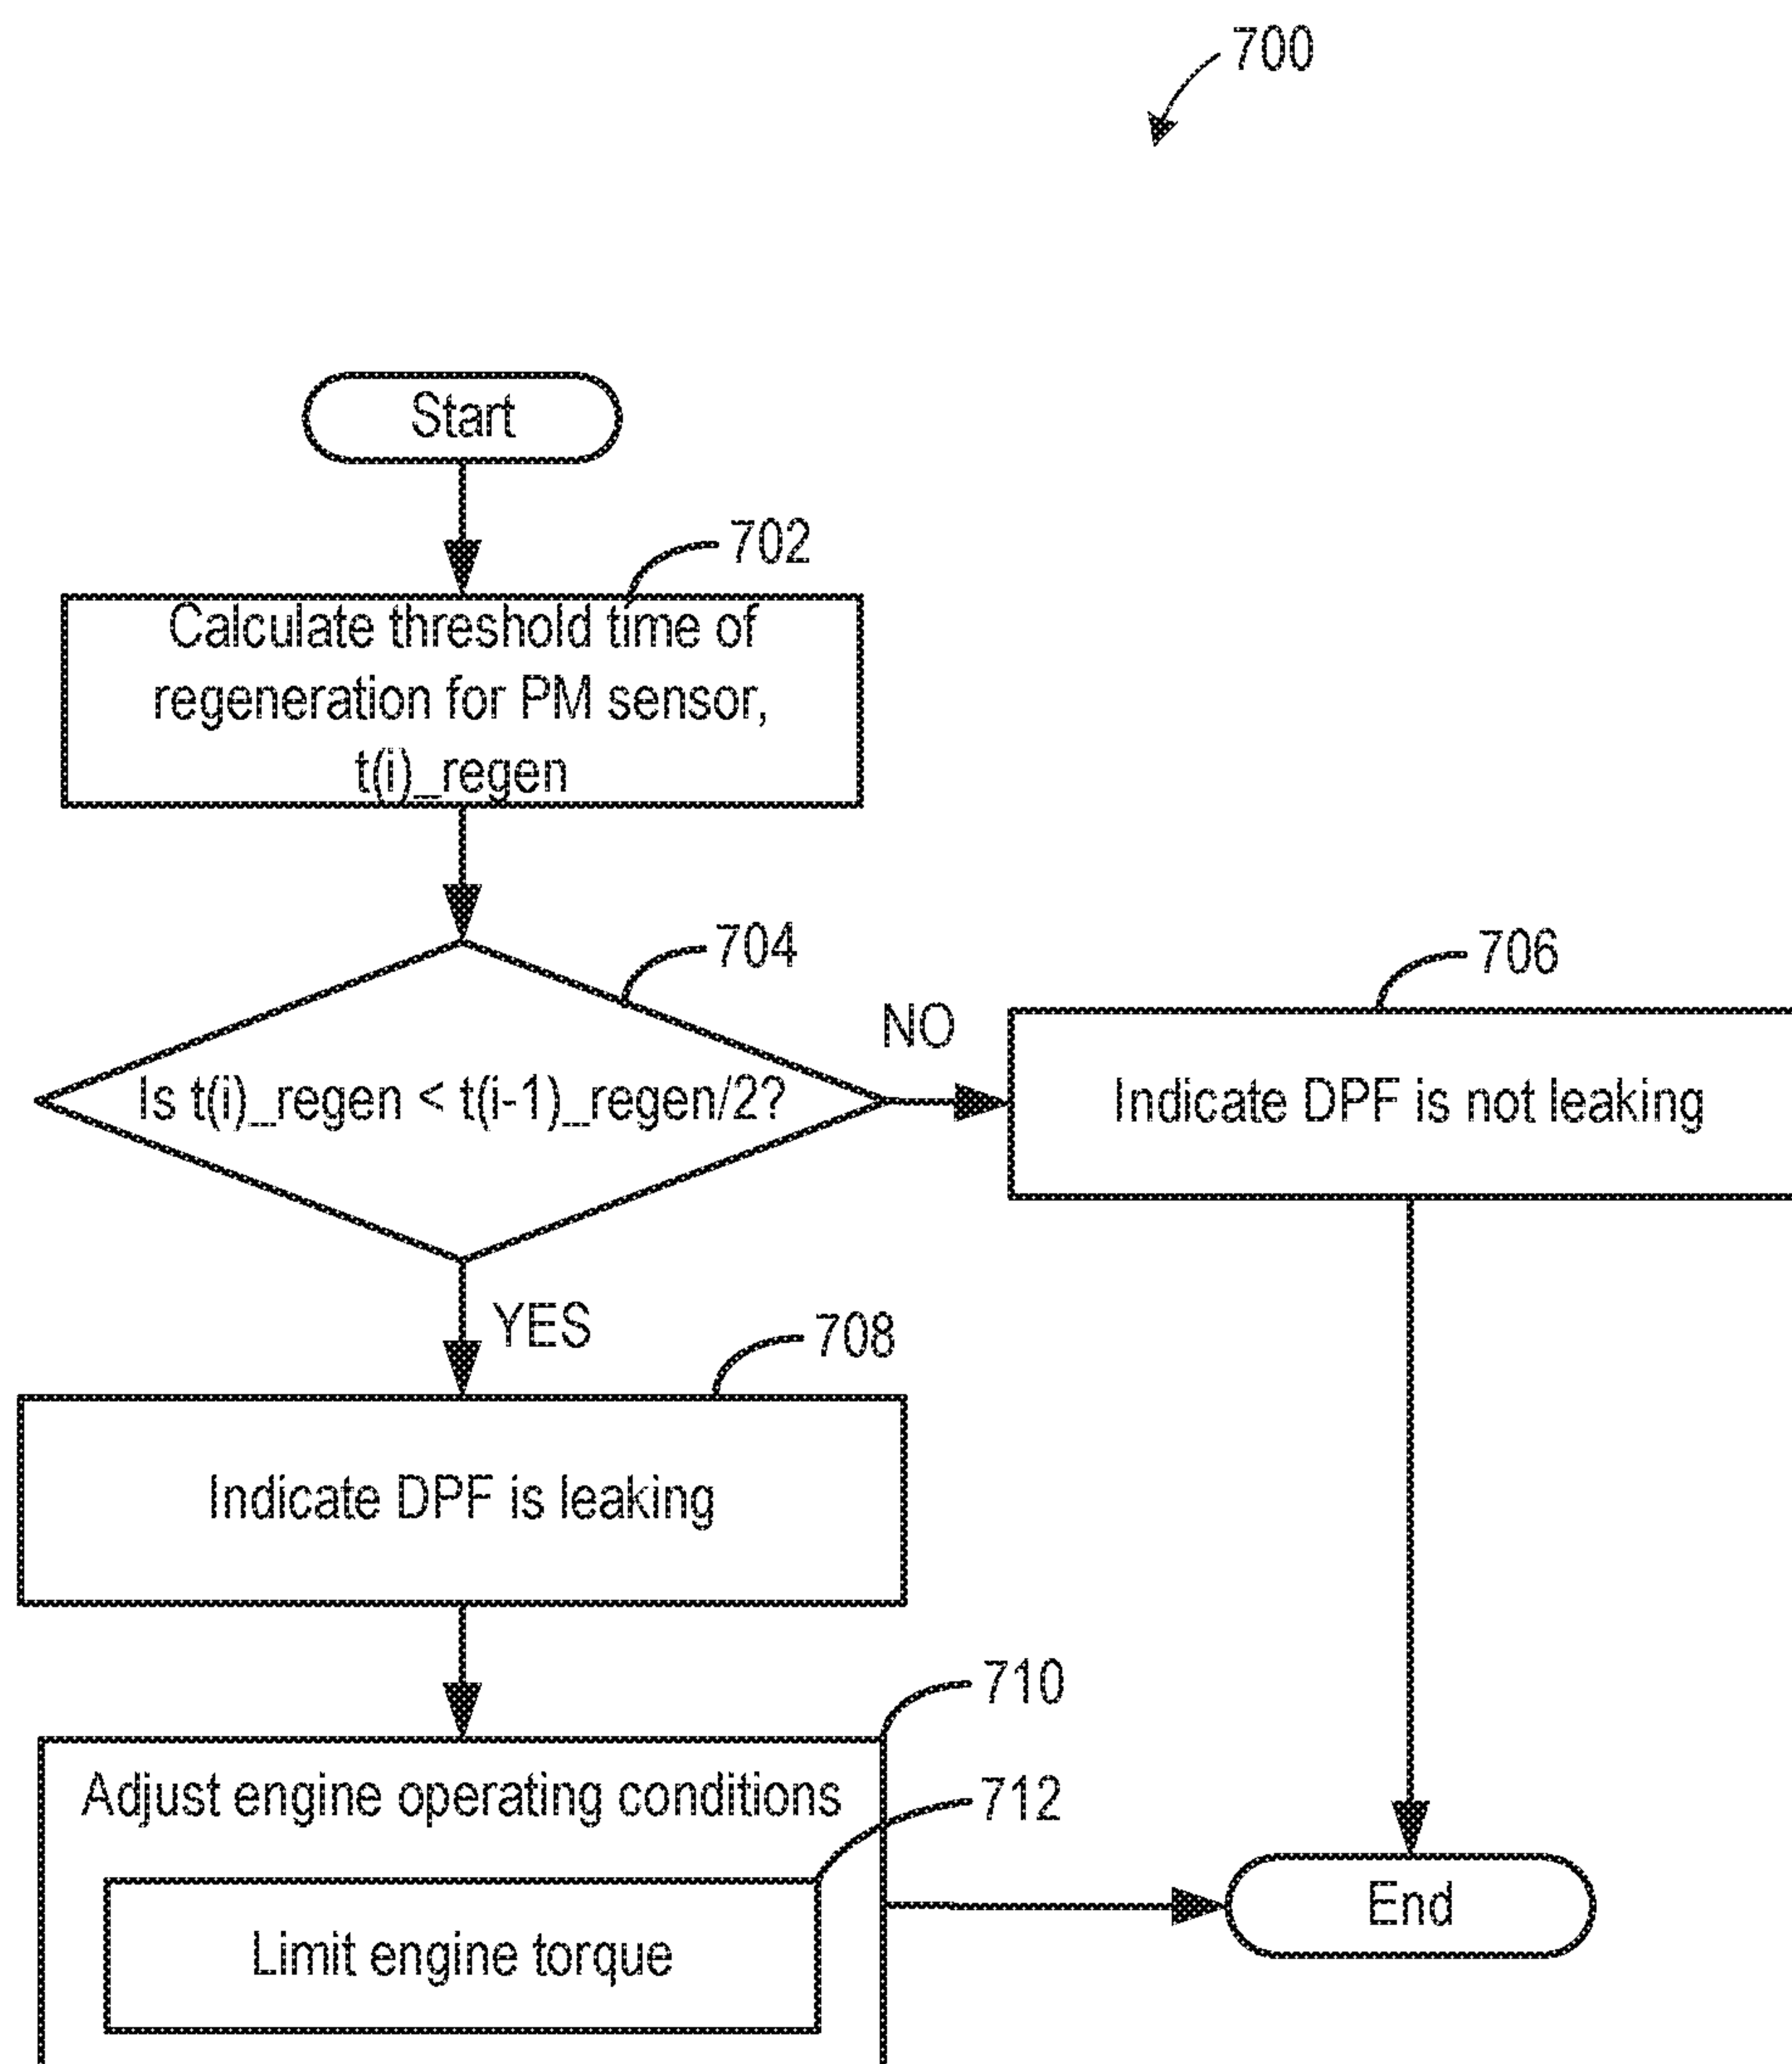 700
Start
702
Calculate threshold time of
regeneration for PM sensor,
t(i)_regen
704
Is t(i)_regen < t(i-1)_regen/2?
NO
706
Indicate DPF is not leaking
YES
708
Indicate DPF is leaking
710
Adjust engine operating conditions
712
Limit engine torque
End